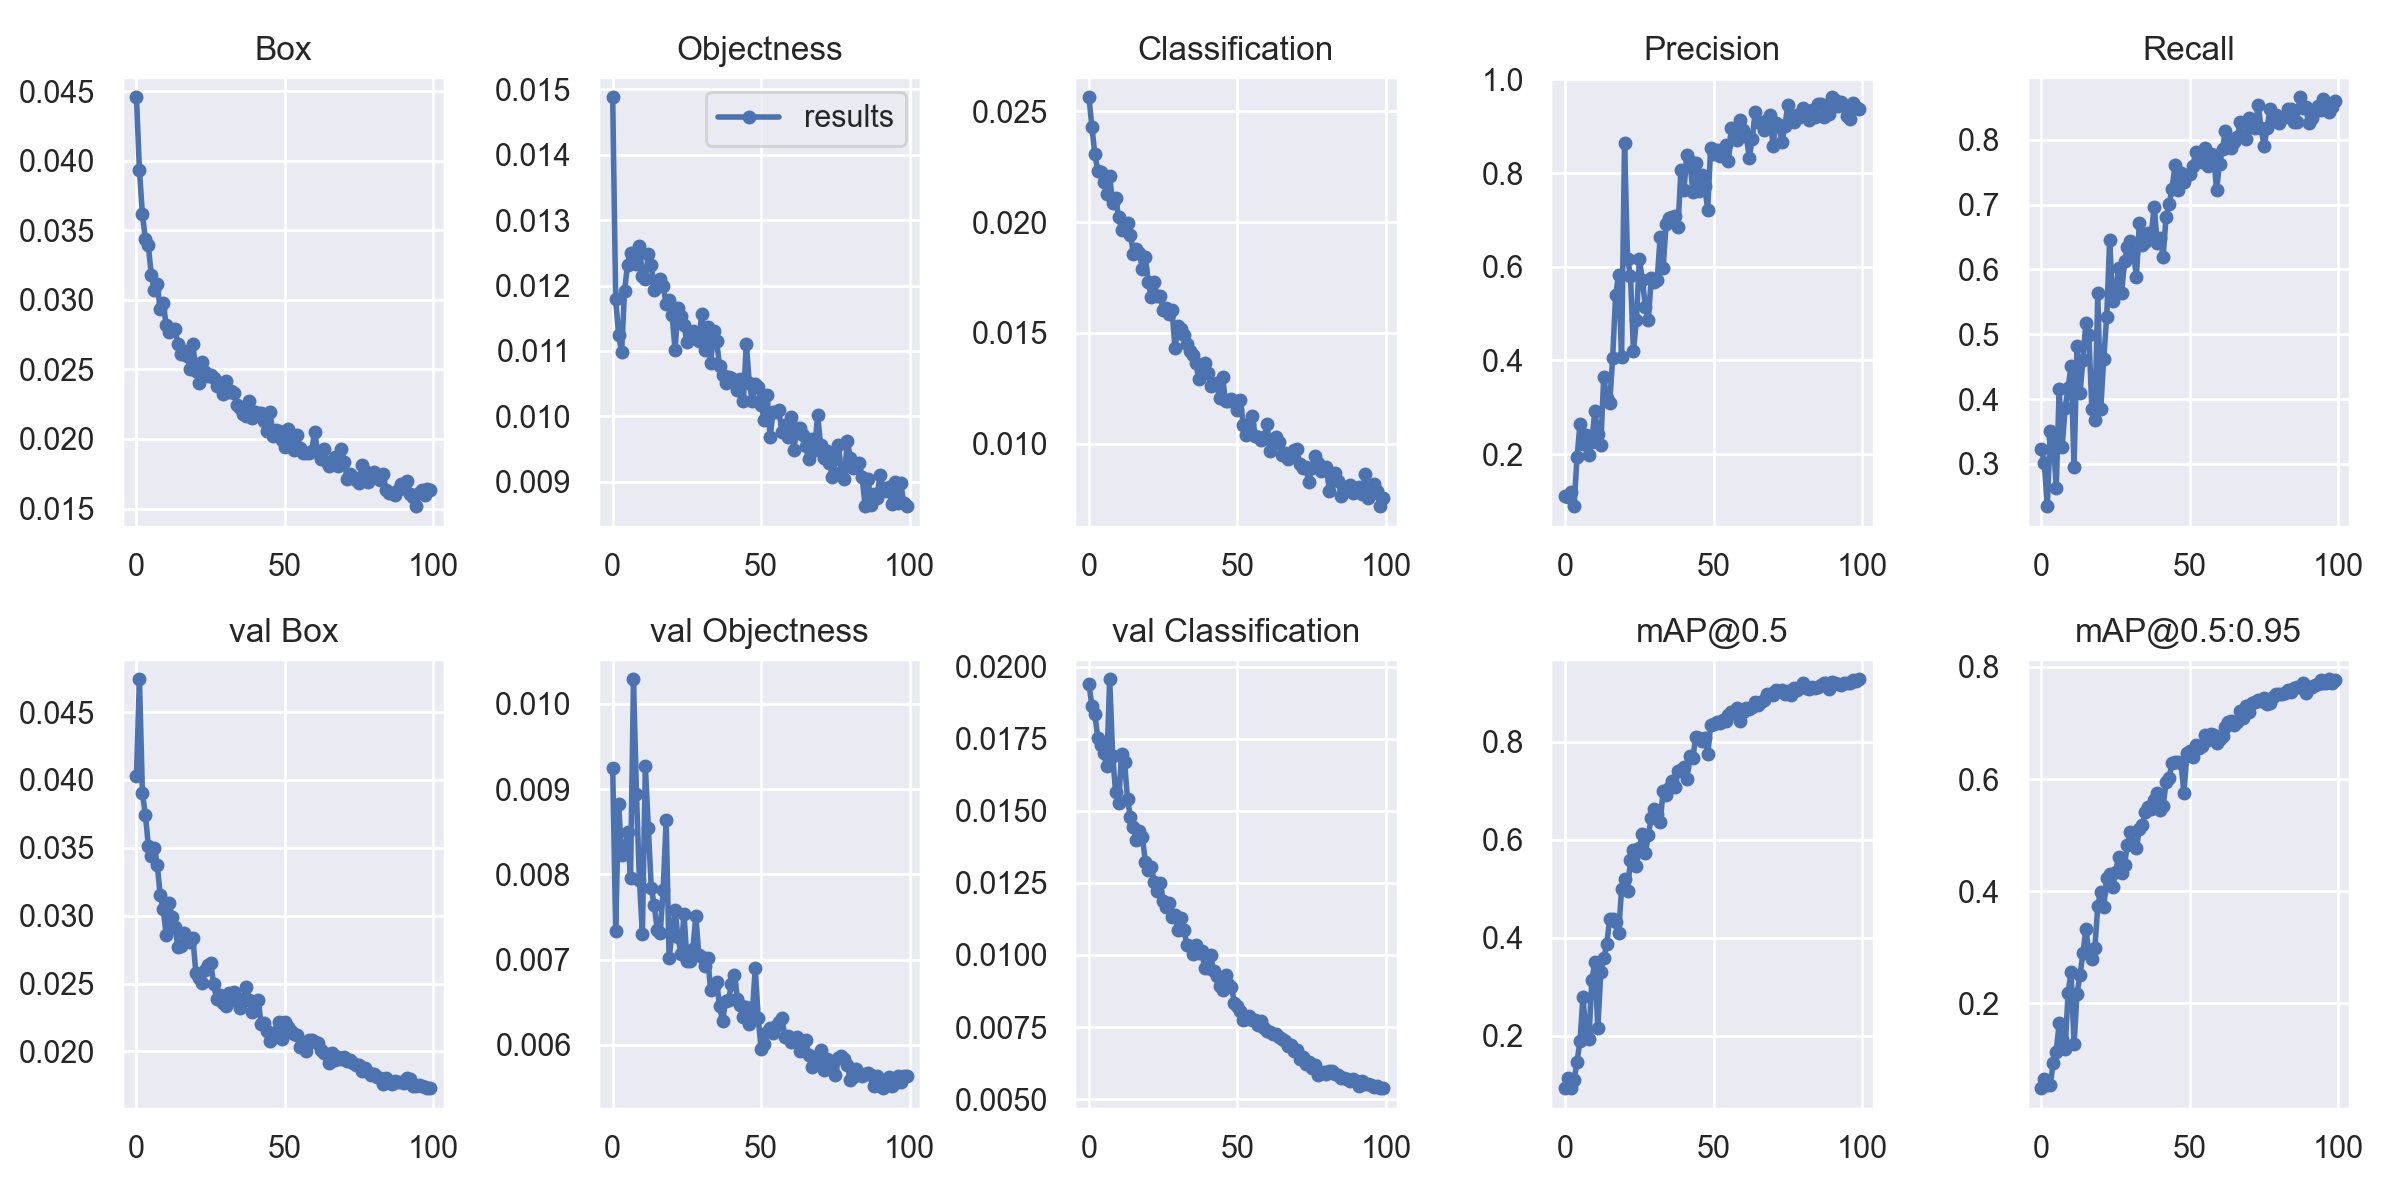 Box
Objectness
Classification
Precision
Recall
0.045
0.040
0.035
0.030
0.025
0.020
0.015
0 50 100
0.015
0.014
0.013
0.012
0.011
0.010
0.009
results
0 50 100
0.025
0.020
0.015
0.010
0 50 100
1.0
0.8
0.6
0.4
0.2
0 50 100
0.8
0.7
0.6
0.5
0.4
0.3
0 50 100
val Box
val Objectness
val Classification
mAP@0.5
mAP@0.5:0.95
0.045
0.040
0.035
0.030
0.025
0.020
0 50 100
0.010
0.009
0.008
0.007
0.006
0 50 100
0.0200
0.0175
0.0150
0.0125
0.0100
0.0075
0.0050
0 50 100
0.8
0.6
0.4
0.2
0 50 100
0.8
0.6
0.4
0.2
0 50 100